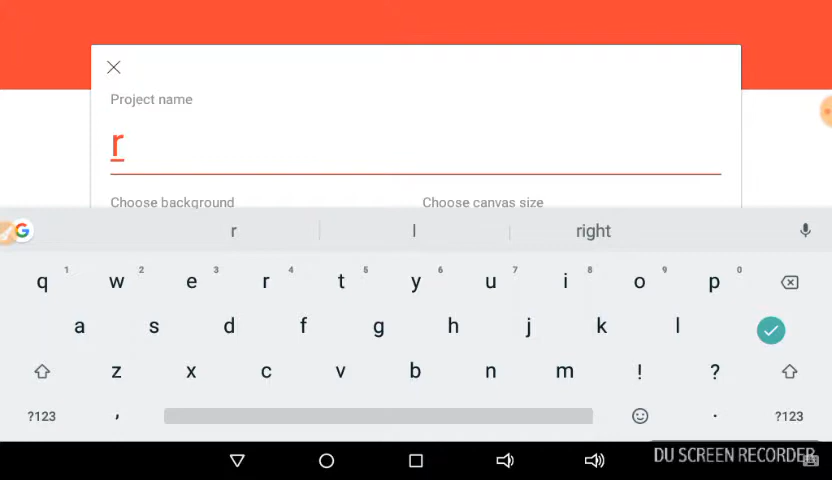 Project name
r
Choose background Choose canvas size
r l right
q 1 w 2 e 3 r 4 t 5 y 6 u 7 i 8 o 9 p 0
a s d f g h j k l
z x c v b n m ! ?
?123 , . ?123
DU SCREEN RECORDER